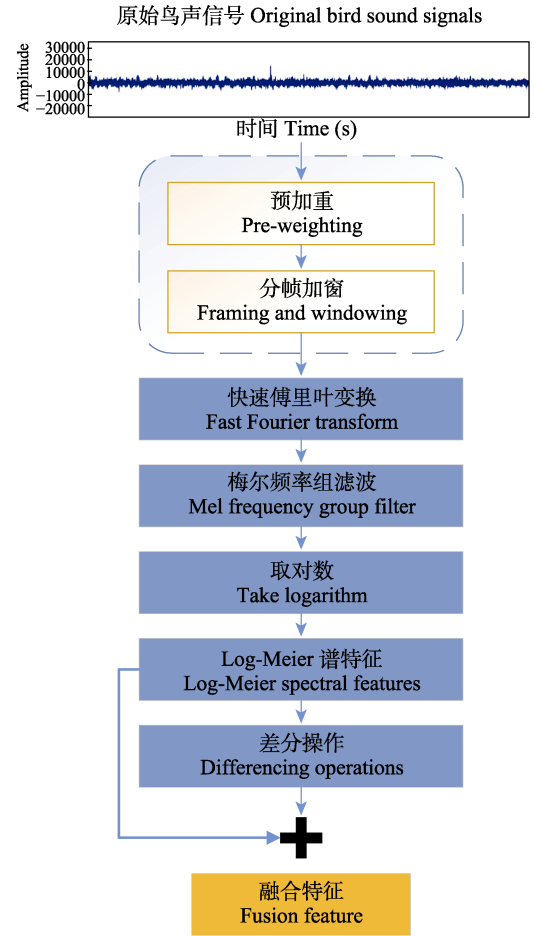 原始鸟声信号 Original bird sound signals
30000
20000
10000
0
−10000
−20000
Amplitude
时间 Time (s)
预加重
Pre-weighting
分帧加窗
Framing and windowing
快速傅里叶变换
Fast Fourier transform
梅尔频率组滤波
Mel frequency group filter
取对数
Take logarithm
Log-Meier 谱特征
Log-Meier spectral features
差分操作
Differencing operations
融合特征
Fusion feature